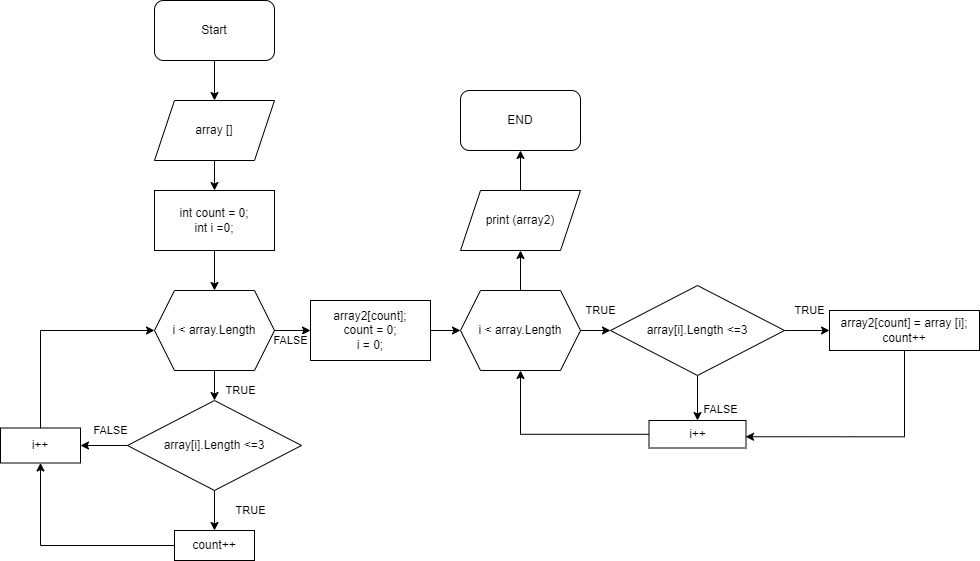 Start
array []
int count = 0;
int i =0;
i < array.Length
FALSE
TRUE
array[i].Length <=3
FALSE
i++
TRUE
count++
array2[count];
count = 0;
i = 0;
i < array.Length
print (array2)
END
TRUE
array[i].Length <=3
TRUE
array2[count] = array [i];
count++
FALSE
i++